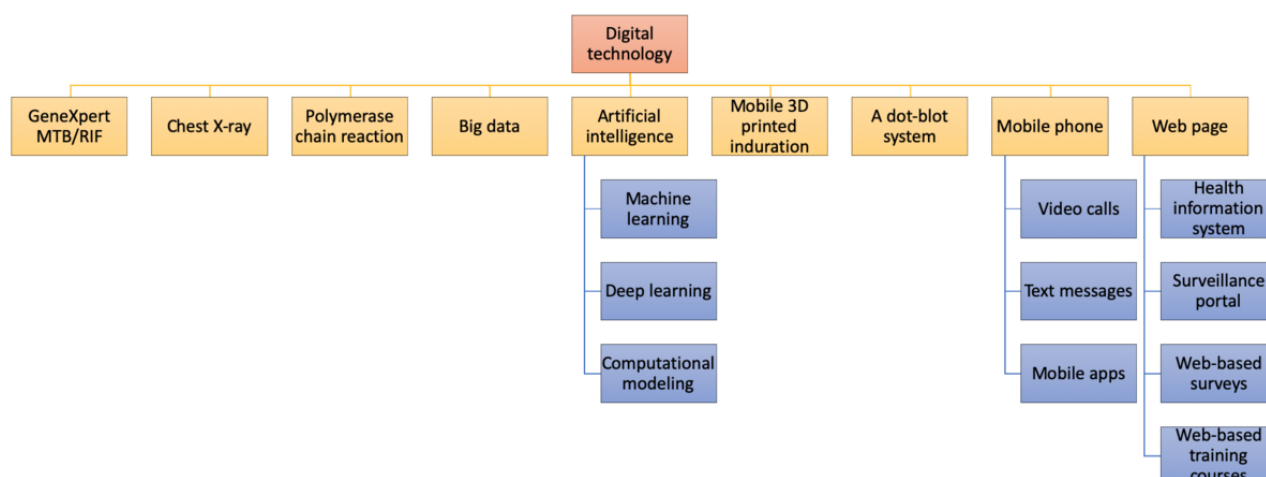 Digital
technology
GeneXpert
MTB/RIF
Chest X-ray
Polymerase
chain reaction
Big data
Artificial
intelligence
Mobile 3D
printed
induration
A dot-blot
system
Mobile phone
Web page
Machine
learning
Deep learning
Computational
modeling
Video calls
Text messages
Mobile apps
Health
information
system
Surveillance
portal
Web-based
surveys
Web-based
training
courses